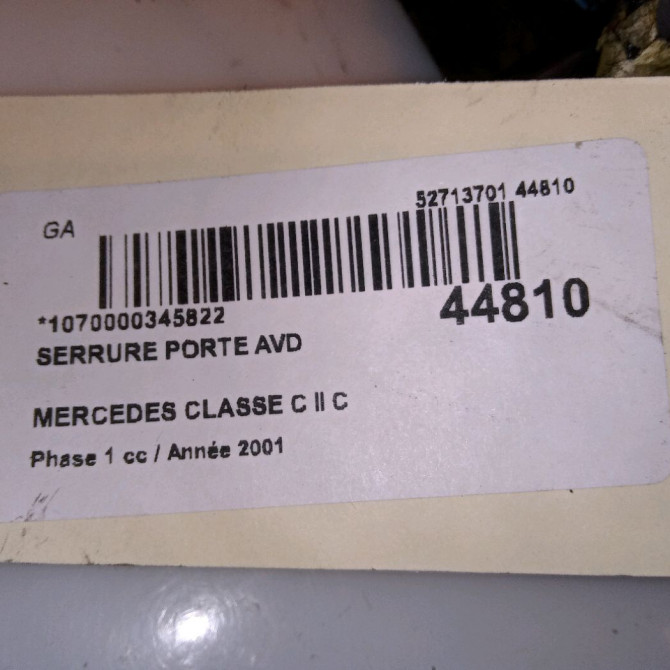 GA
52713701 44810
*1070000345822
44810
SERRURE PORTE AVD
MERCEDES CLASSE C II C
Phase 1 cc / Année 2001